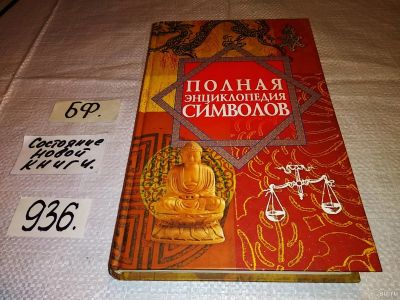 ПОЛНАЯ
ЭНЦИКЛОПЕДИЯ
СИМВОЛОВ
БФ.
Состояние
новой
книги.
936.